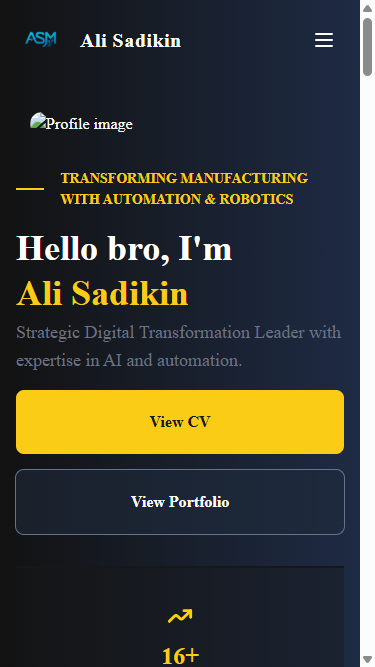 ASM
Ali Sadikin
Profile image
TRANSFORMING MANUFACTURING
WITH AUTOMATION & ROBOTICS
Hello bro, I'm
Ali Sadikin
Strategic Digital Transformation Leader with
expertise in AI and automation.
View CV
View Portfolio
16+